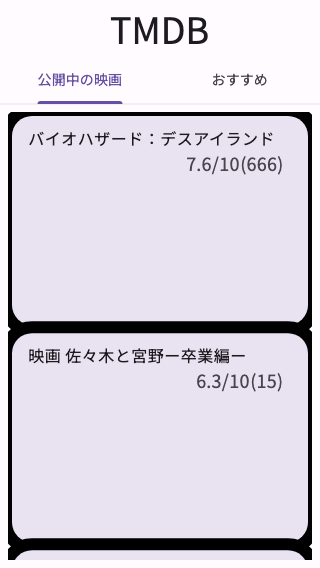 TMDB
公開中の映画
おすすめ
バイオハザード：デスアイランド
7.6/10(666)
映画 佐々木と宮野ー卒業編ー
6.3/10(15)